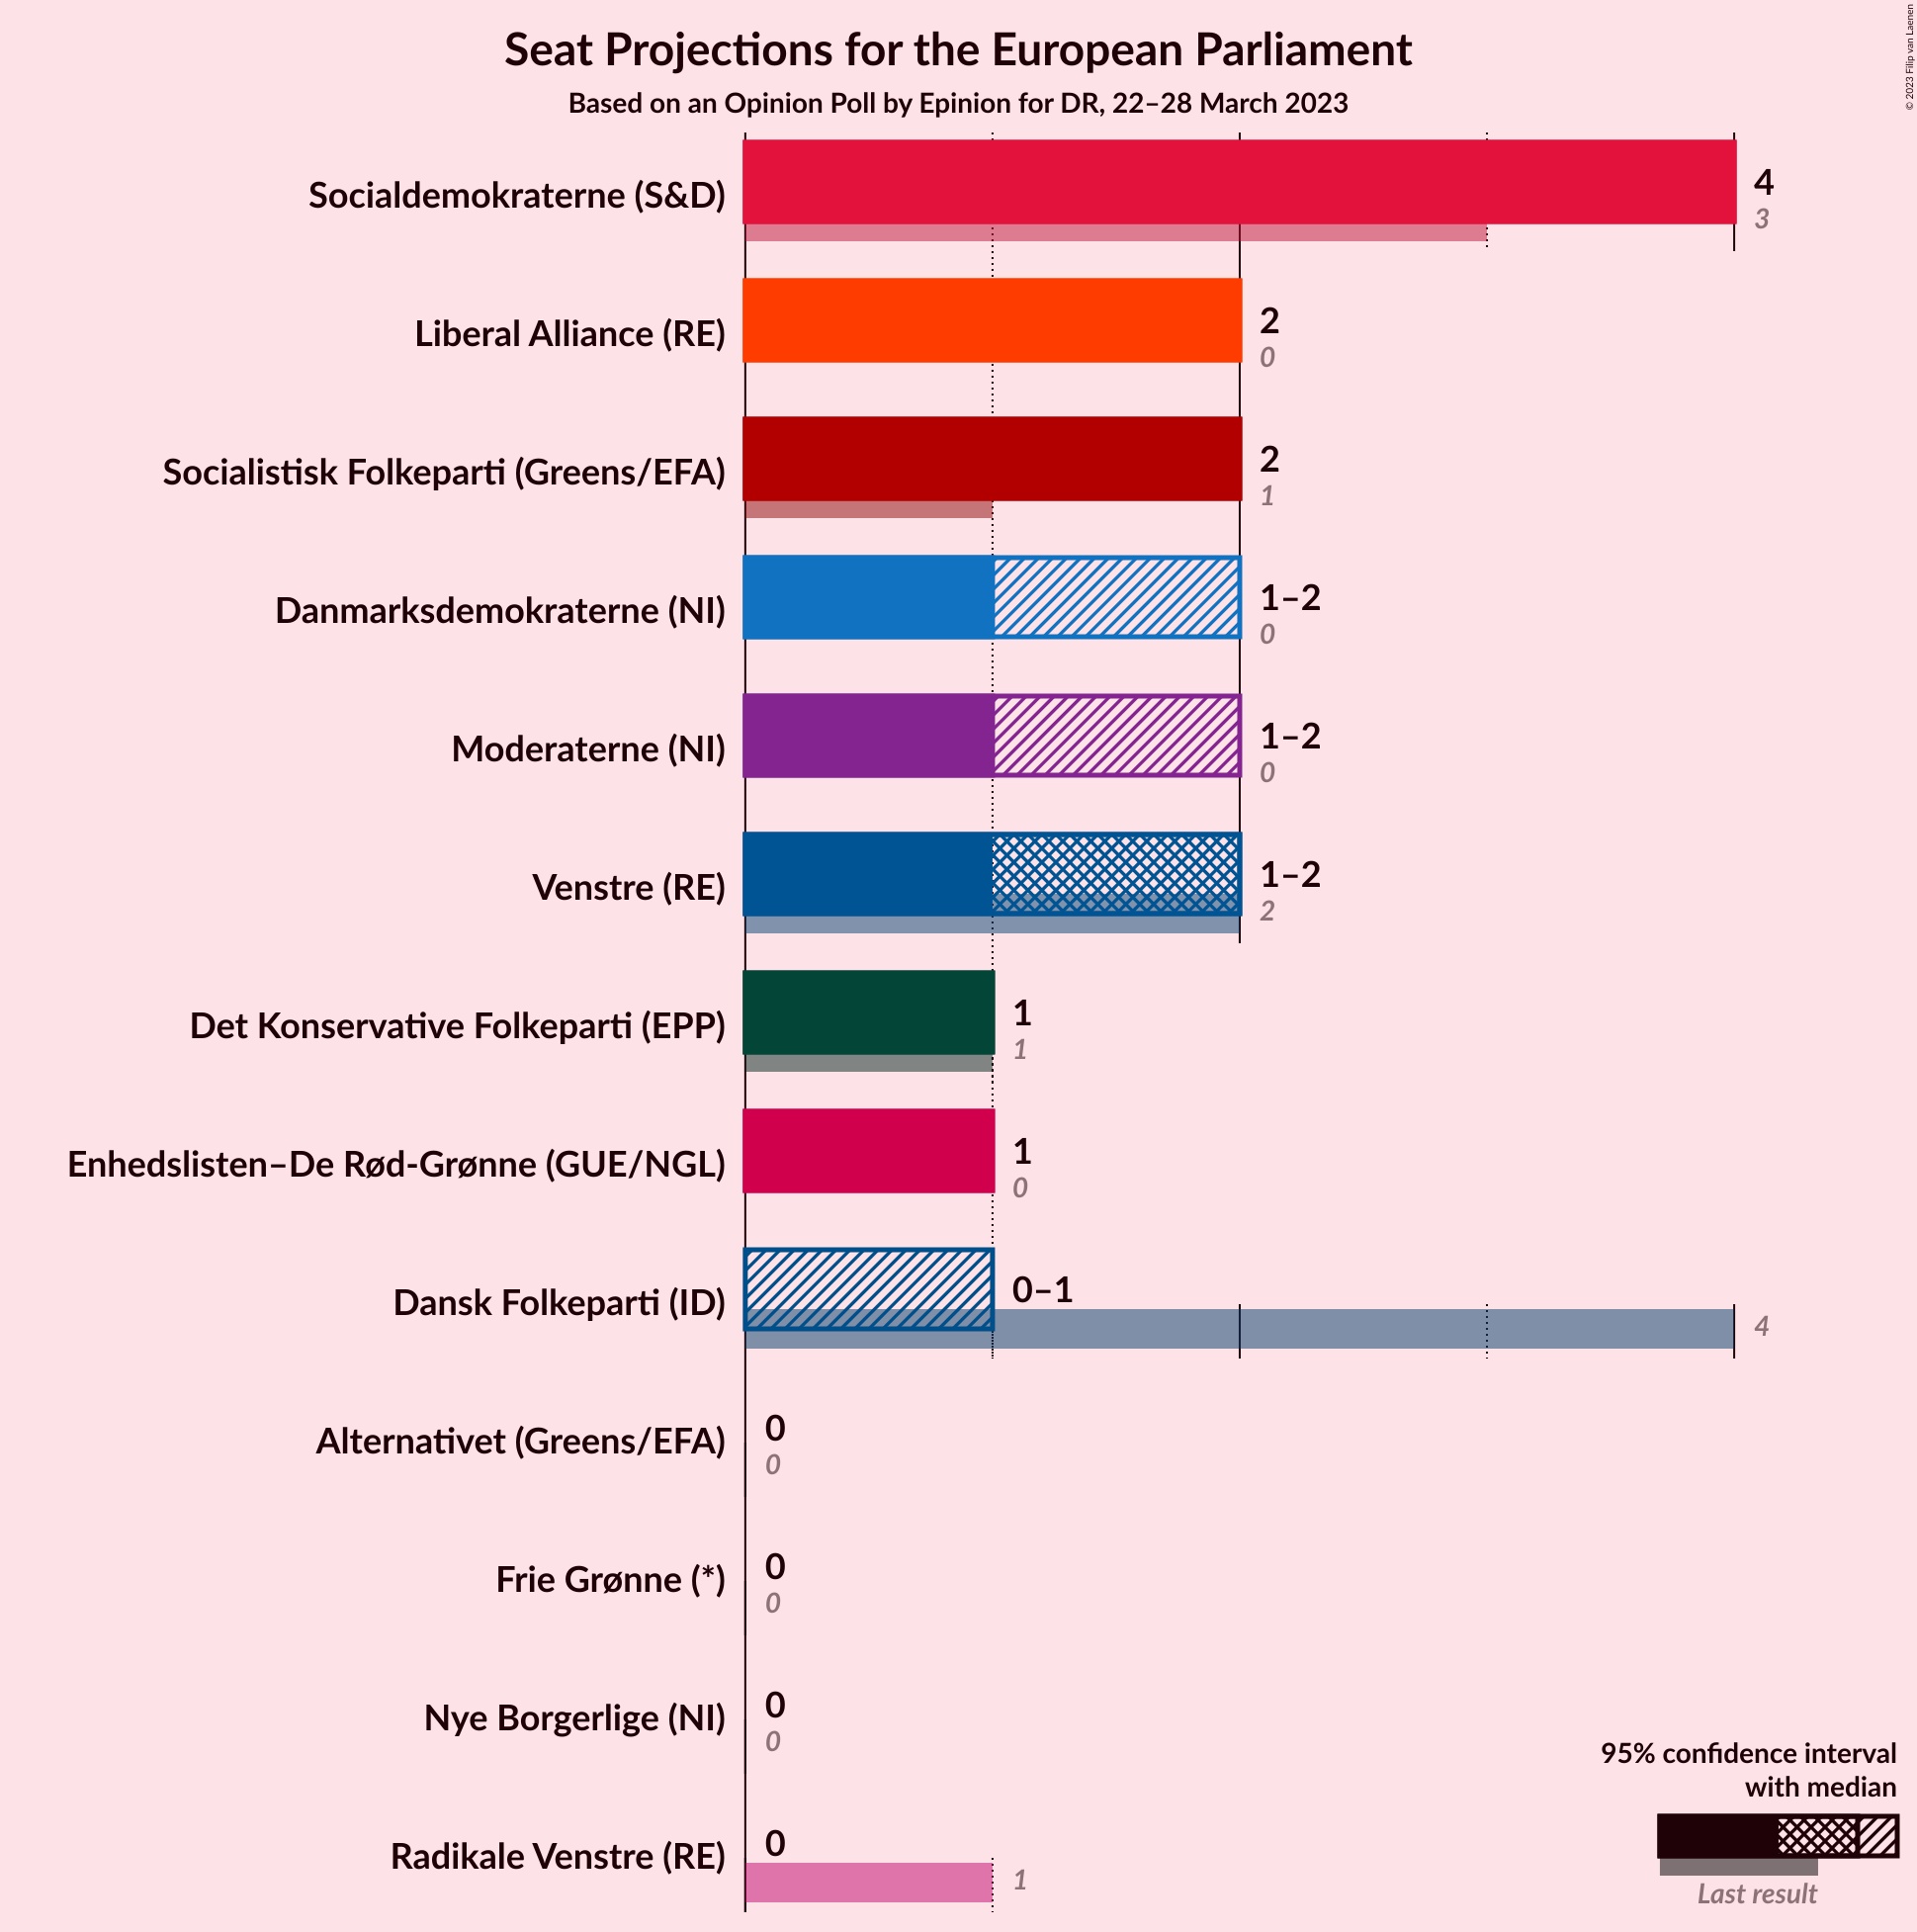 Seat Projections for the European Parliament
Based on an Opinion Poll by Epinion for DR, 22–28 March 2023
© 2023 Filip van Laenen
Socialdemokraterne (S&D)
4
3
Liberal Alliance (RE)
2
0
Socialistisk Folkeparti (Greens/EFA)
2
1
Danmarksdemokraterne (NI)
1–2
0
Moderaterne (NI)
1–2
0
Venstre (RE)
1–2
2
Det Konservative Folkeparti (EPP)
1
1
Enhedslisten–De Rød-Grønne (GUE/NGL)
1
0
Dansk Folkeparti (ID)
0–1
4
Alternativet (Greens/EFA)
0
0
Frie Grønne (*)
0
0
Nye Borgerlige (NI)
0
0
Radikale Venstre (RE)
0
1
95% confidence interval
with median
Last result